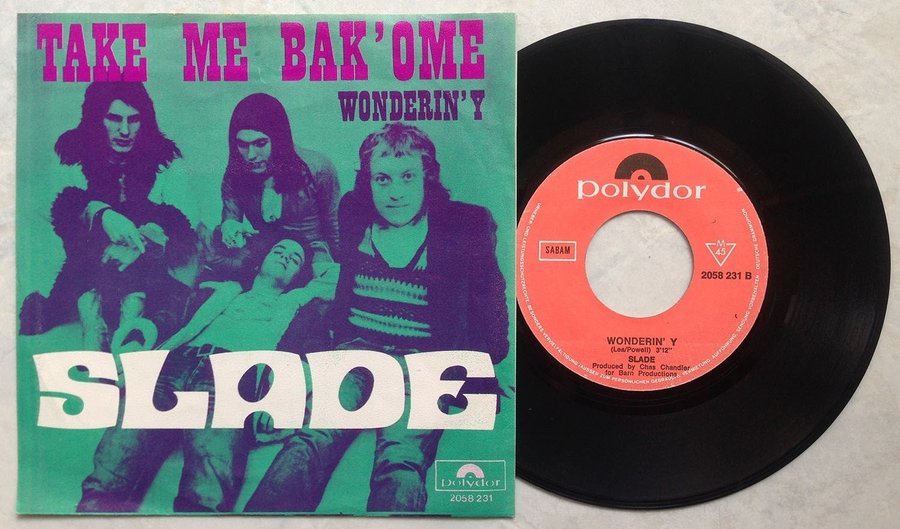 TAKE ME BAK'OME
WONDERIN'Y
SLADE
polydor
2058 231
polydor
SABAM
M
45
2058 231 B
WONDERIN' Y
(Lea/Powell) 3'12"
SLADE
Produced by Chas Chandler
for Barn Productions